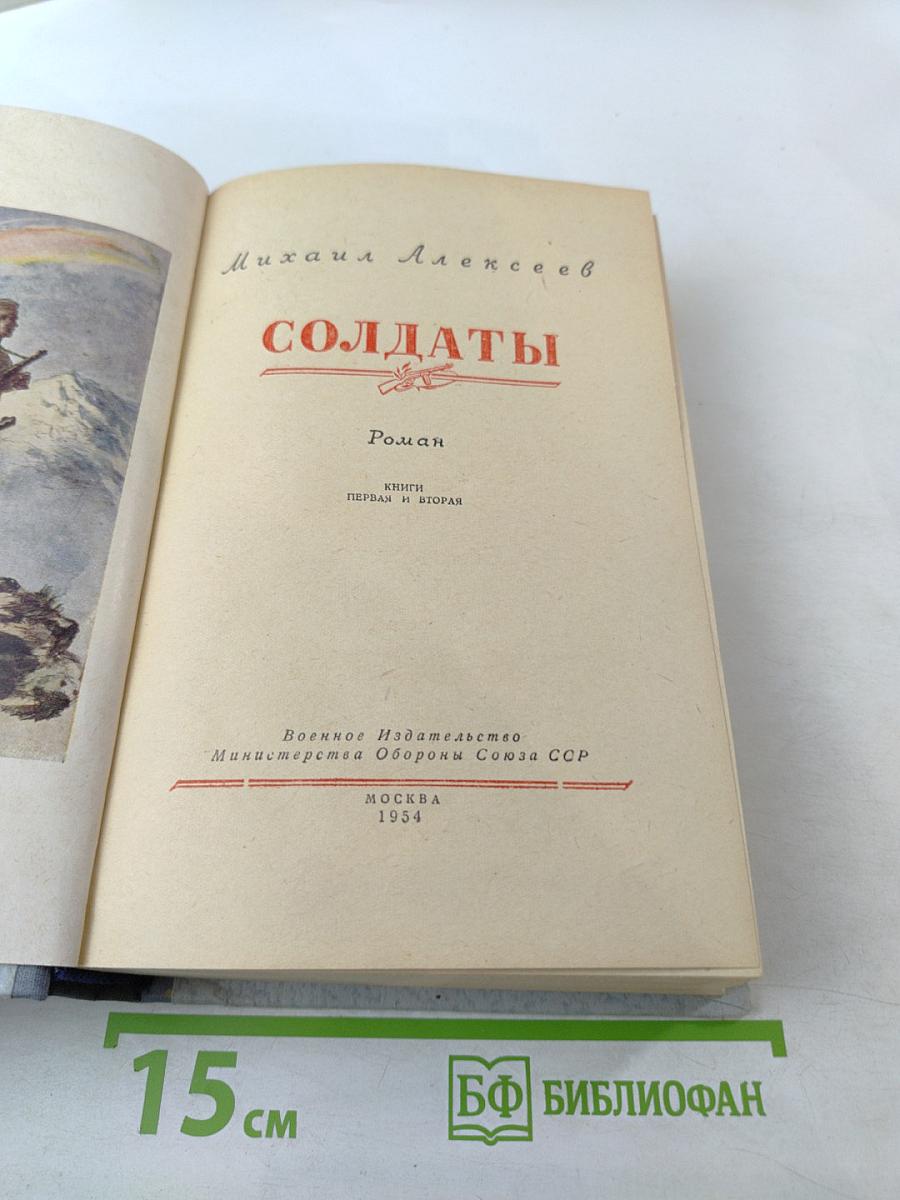 Михаил Алексеев
СОЛДАТЫ
Роман
КНИГИ
ПЕРВАЯ И ВТОРАЯ
Военное Издательство
Министерства Обороны Союза ССР
МОСКВА
1954
15 см
БФ БИБЛИОФАН